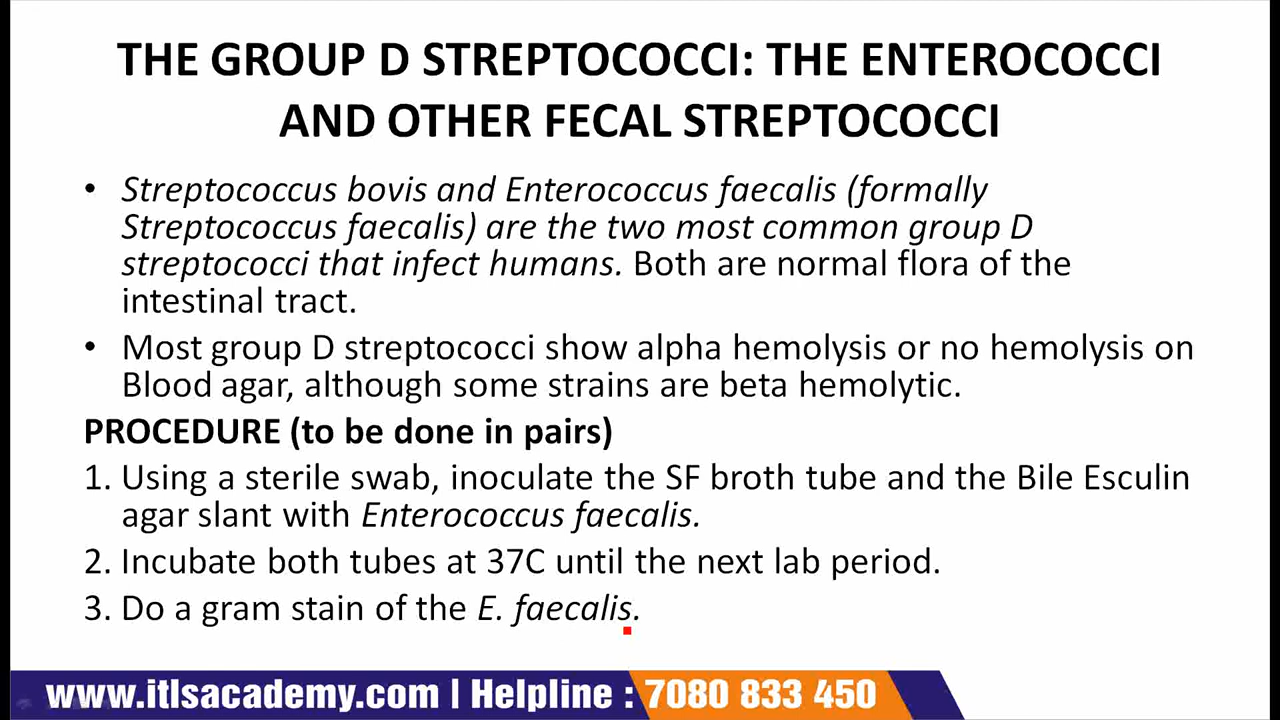 THE GROUP D STREPTOCOCCI: THE ENTEROCOCCI
AND OTHER FECAL STREPTOCOCCI
• Streptococcus bovis and Enterococcus faecalis (formally
Streptococcus faecalis) are the two most common group D
streptococci that infect humans. Both are normal flora of the
intestinal tract.
• Most group D streptococci show alpha hemolysis or no hemolysis on
Blood agar, although some strains are beta hemolytic.
PROCEDURE (to be done in pairs)
1. Using a sterile swab, inoculate the SF broth tube and the Bile Esculin
agar slant with Enterococcus faecalis.
2. Incubate both tubes at 37C until the next lab period.
3. Do a gram stain of the E. faecalis.
www.itlsacademy.com | Helpline : 7080 833 450